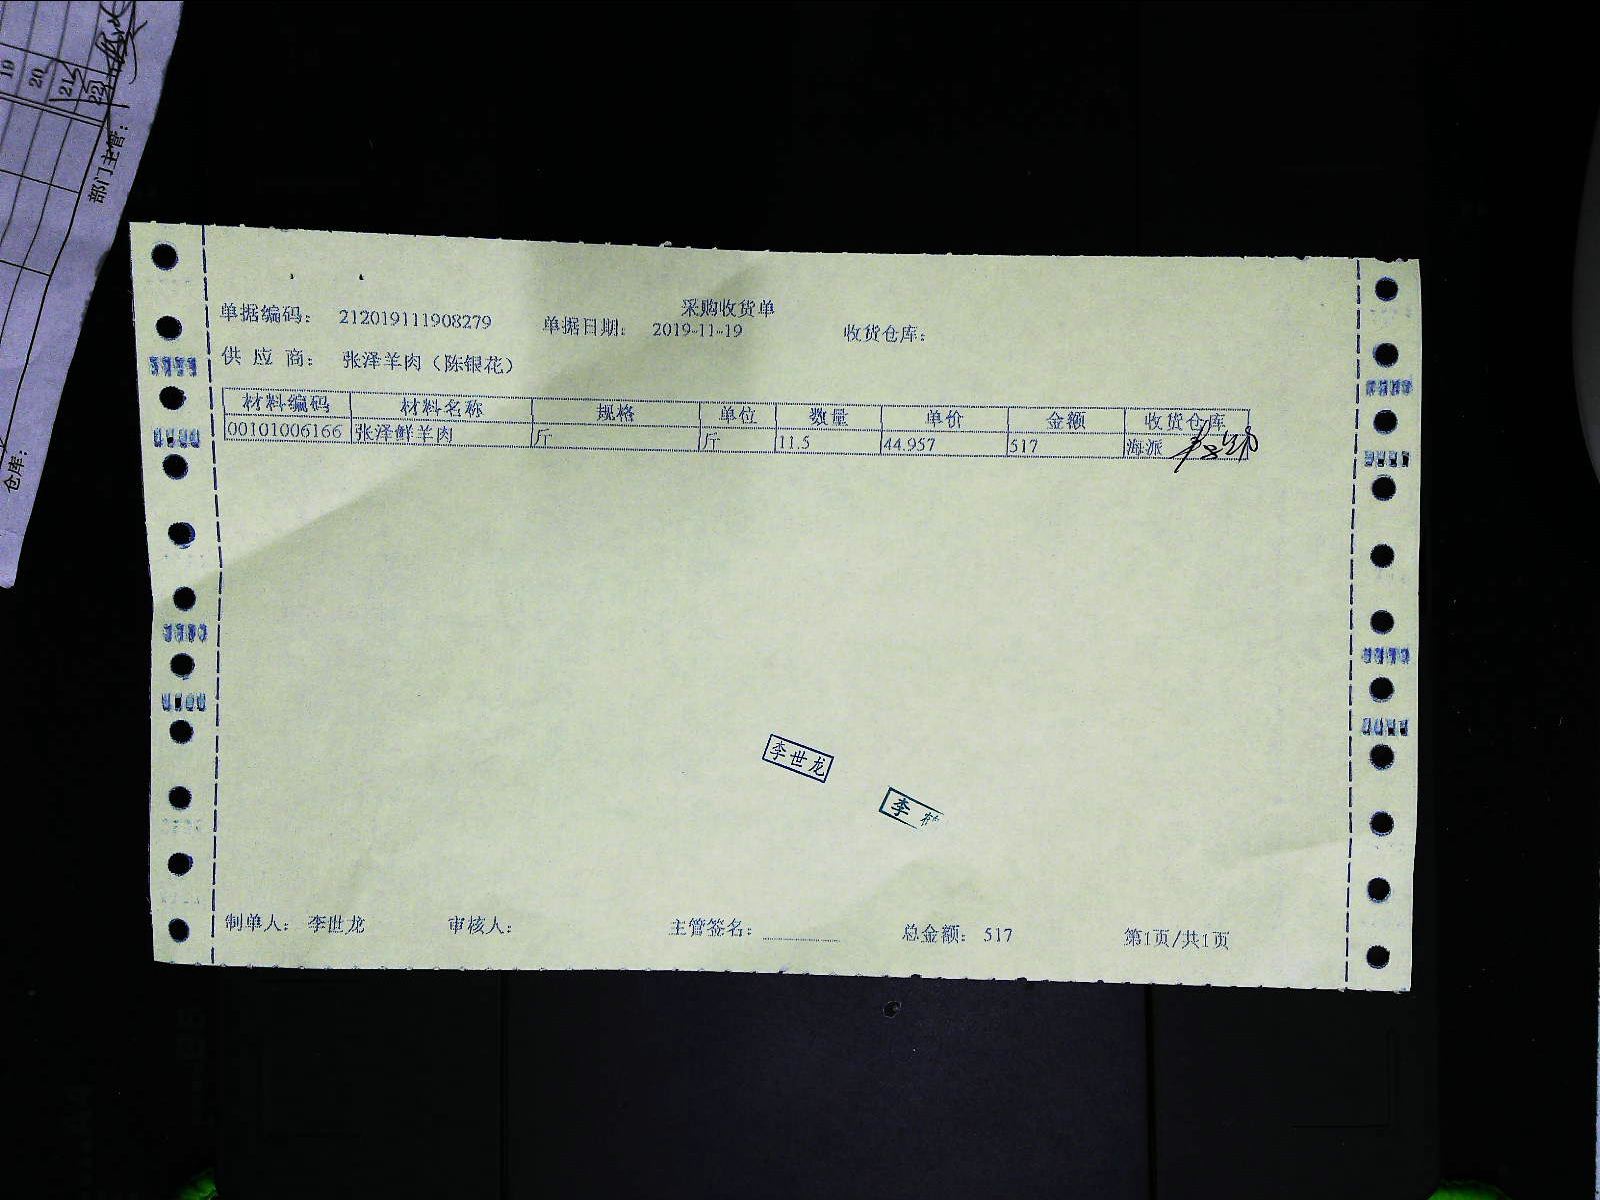 19
20
21
22
部门主管：
仓库：
采购收货单
单据编码： 212019111908279 单据日期： 2019-11-19 收货仓库：
供 应 商： 张泽羊肉（陈银花）
材料编码 材料名称 规格 单位 数量 单价 金额 收货仓库
00101006166 张泽鲜羊肉 斤 斤 11.5 44.957 517 海派
李世龙
李
制单人： 李世龙 审核人： 主管签名： 总金额： 517 第1页/共1页